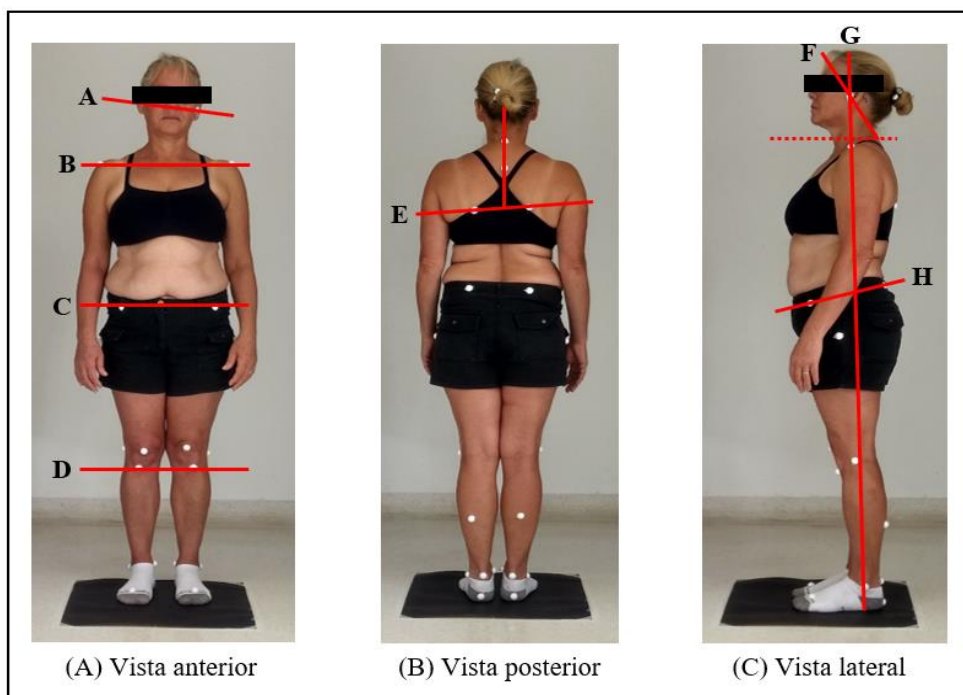 A
B
C
D
E
F
G
H
(A) Vista anterior
(B) Vista posterior
(C) Vista lateral